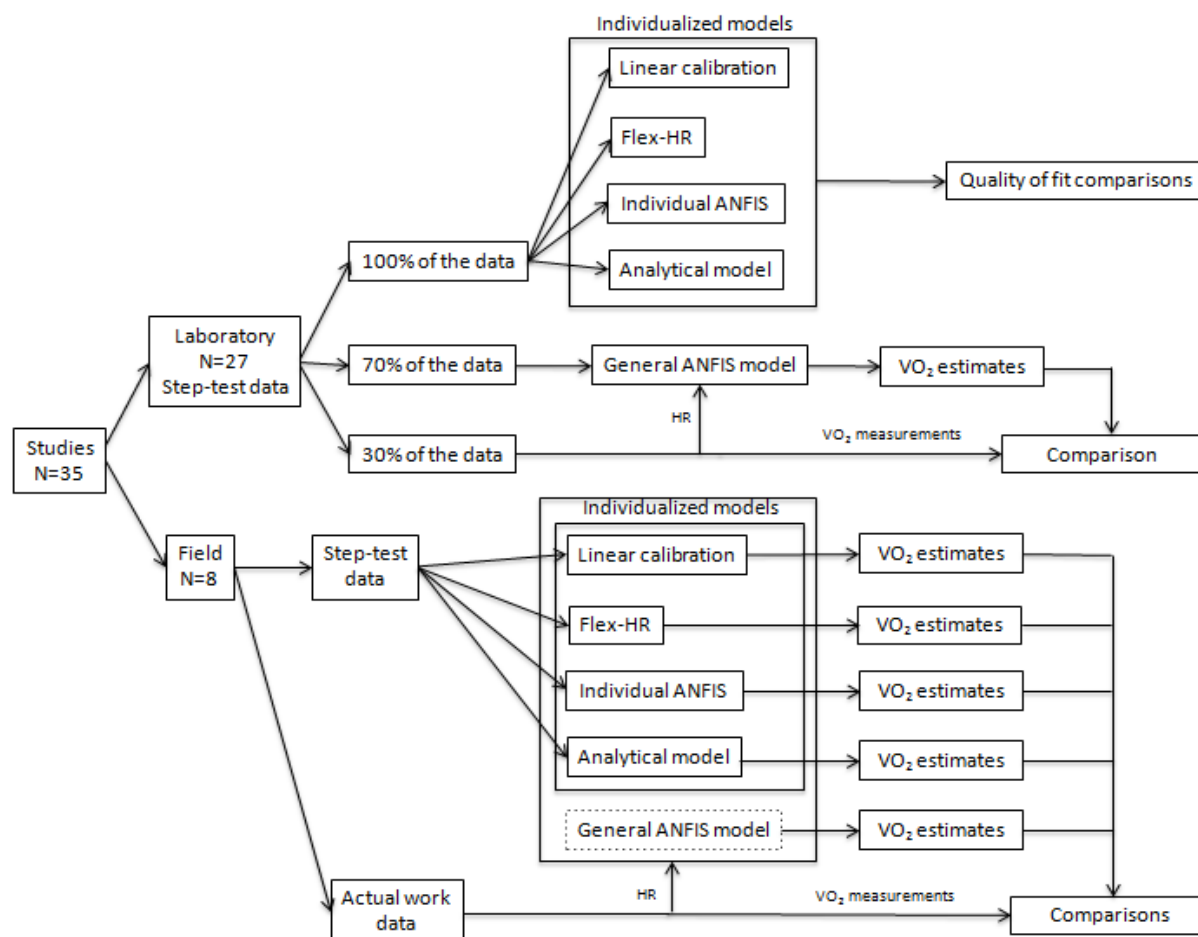 Individualized models
Linear calibration
Flex-HR
Individual ANFIS
Analytical model
Quality of fit comparisons
100% of the data
Laboratory
N=27
Step-test data
70% of the data
General ANFIS model
VO₂ estimates
HR
VO₂ measurements
30% of the data
Comparison
Studies
N=35
Individualized models
Field
N=8
Step-test
data
Linear calibration
VO₂ estimates
Flex-HR
VO₂ estimates
Individual ANFIS
VO₂ estimates
Analytical model
VO₂ estimates
General ANFIS model
VO₂ estimates
Actual work
data
HR
VO₂ measurements
Comparisons